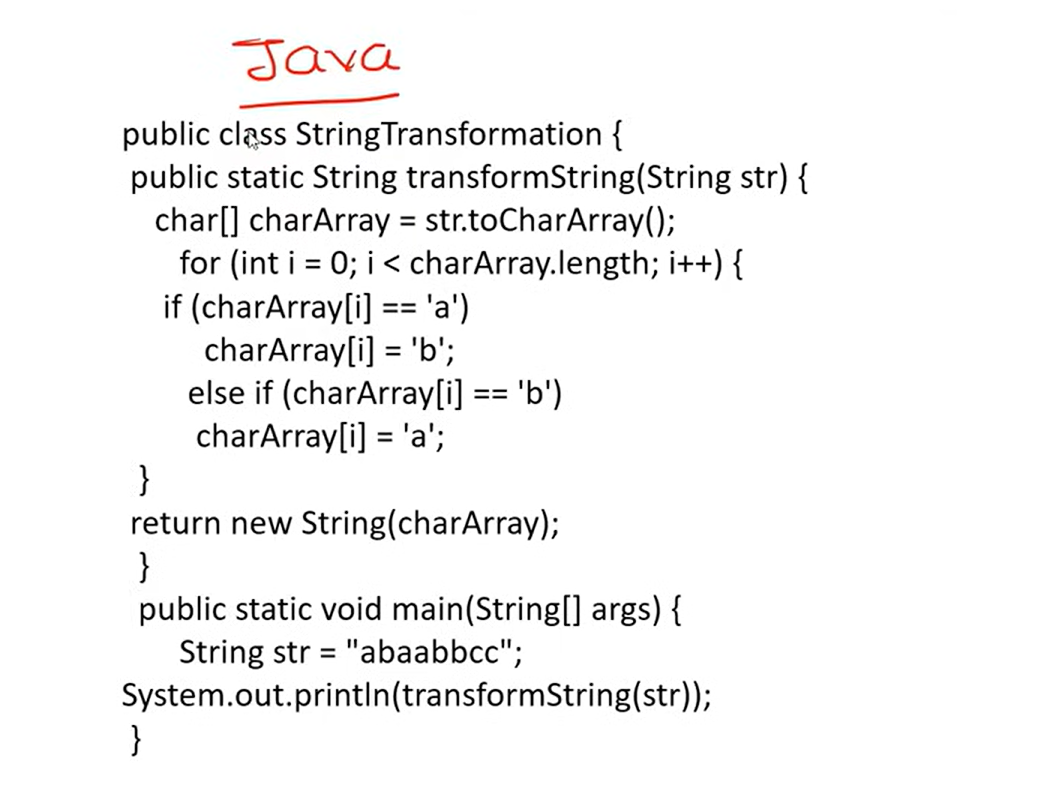 Java
public class StringTransformation {
public static String transformString(String str) {
char[] charArray = str.toCharArray();
for (int i = 0; i < charArray.length; i++) {
if (charArray[i] == 'a')
charArray[i] = 'b';
else if (charArray[i] == 'b')
charArray[i] = 'a';
}
return new String(charArray);
}
public static void main(String[] args) {
String str = "abaabbcc";
System.out.println(transformString(str));
}